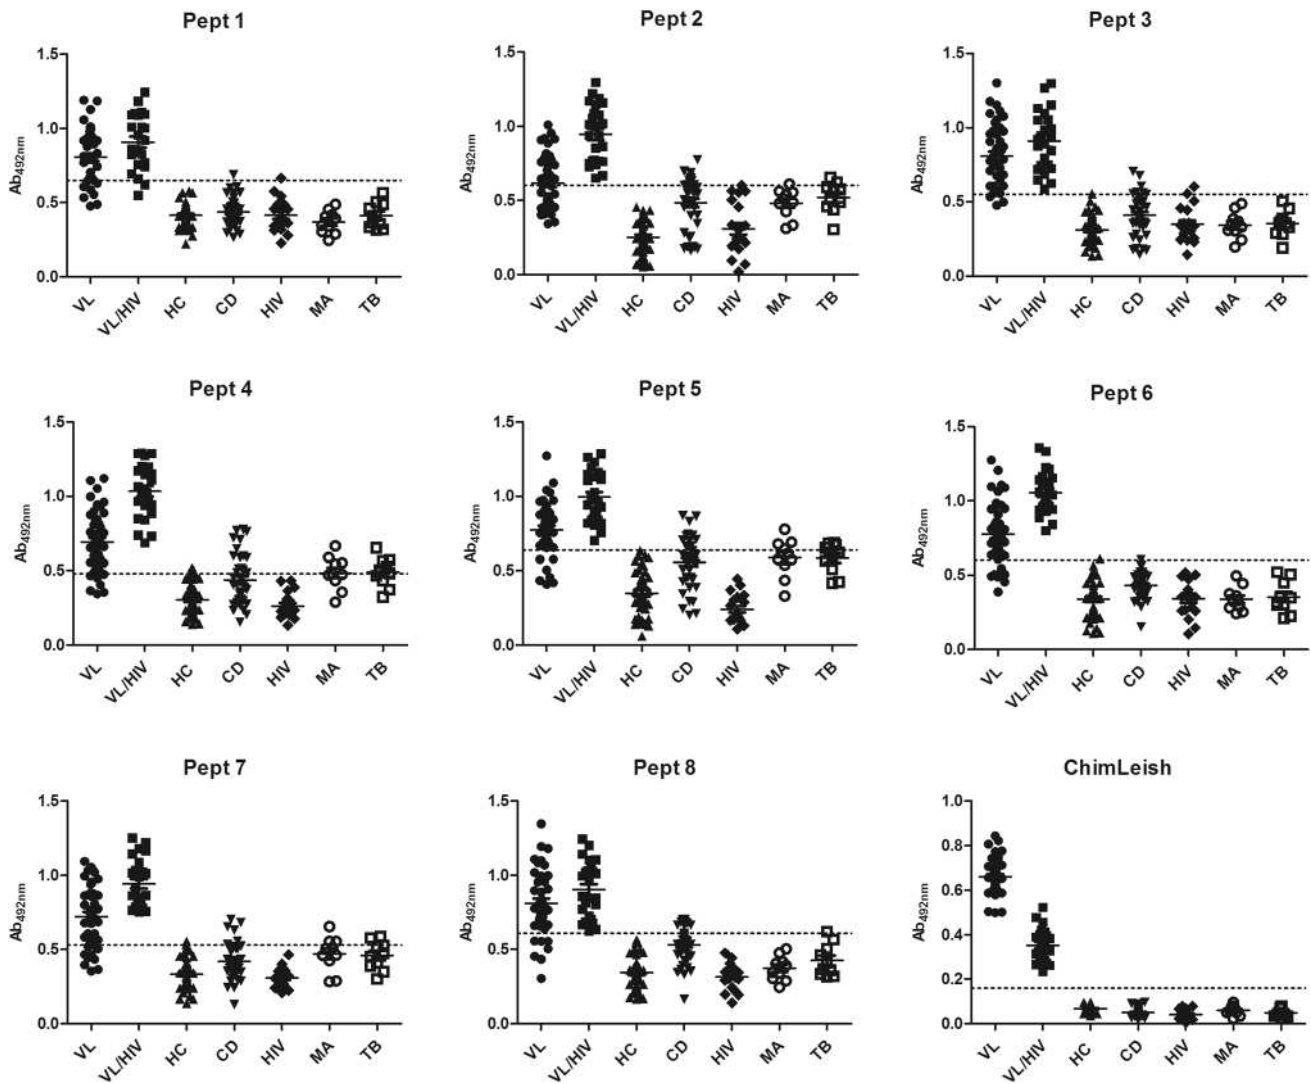 Pept 1
Ab492nm
1.5
1.0
0.5
0.0
VL
VL/HIV
HC
CD
HIV
MA
TB
Pept 2
Ab492nm
1.5
1.0
0.5
0.0
VL
VL/HIV
HC
CD
HIV
MA
TB
Pept 3
Ab492nm
1.5
1.0
0.5
0.0
VL
VL/HIV
HC
CD
HIV
MA
TB
Pept 4
Ab492nm
1.5
1.0
0.5
0.0
VL
VL/HIV
HC
CD
HIV
MA
TB
Pept 5
Ab492nm
1.5
1.0
0.5
0.0
VL
VL/HIV
HC
CD
HIV
MA
TB
Pept 6
Ab492nm
1.5
1.0
0.5
0.0
VL
VL/HIV
HC
CD
HIV
MA
TB
Pept 7
Ab492nm
1.5
1.0
0.5
0.0
VL
VL/HIV
HC
CD
HIV
MA
TB
Pept 8
Ab492nm
1.5
1.0
0.5
0.0
VL
VL/HIV
HC
CD
HIV
MA
TB
ChimLeish
Ab492nm
1.0
0.8
0.6
0.4
0.2
0.0
VL
VL/HIV
HC
CD
HIV
MA
TB